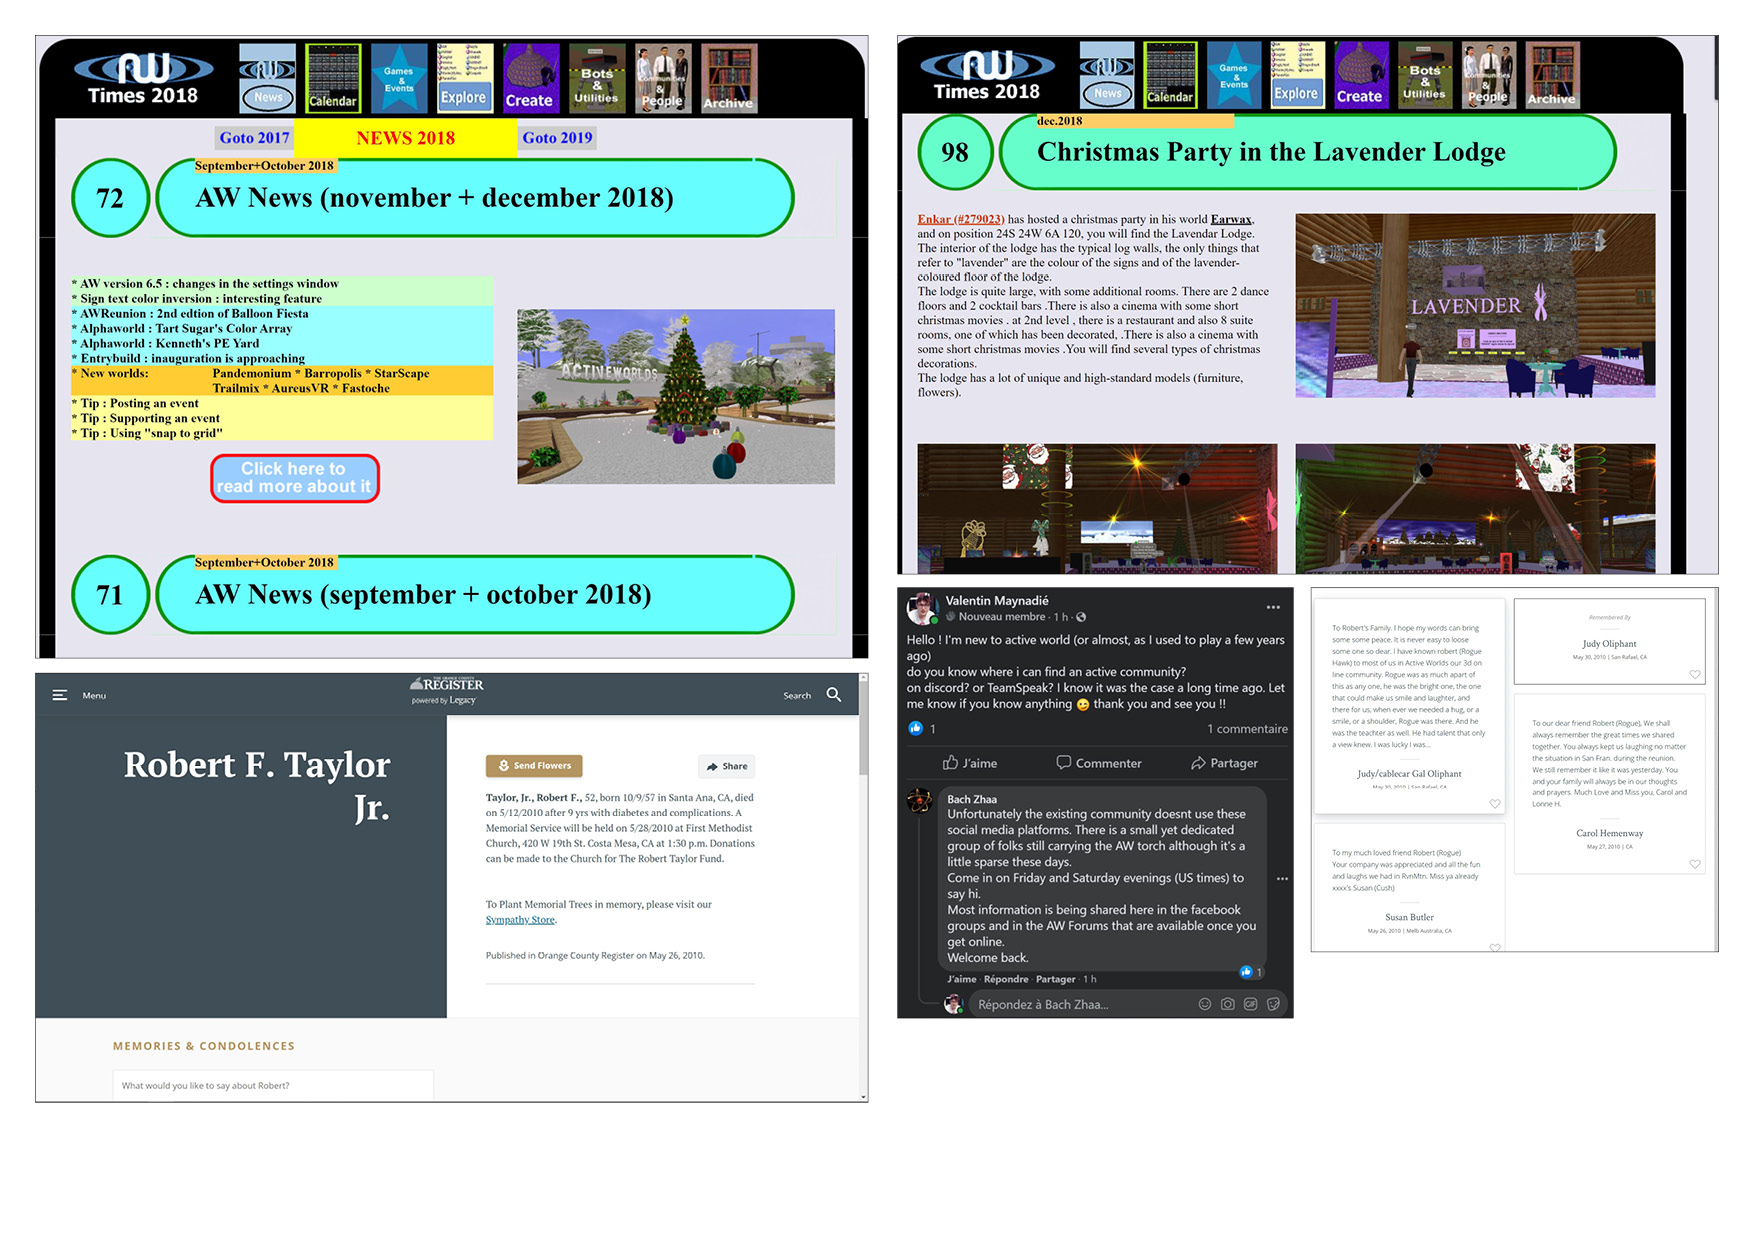 AW
Times 2018
News
Calendar
Games
&
Events
Explore
Create
Bots
&
Utilities
Communities
& People
Archive
Goto 2017
NEWS 2018
Goto 2019
72
September+October 2018
AW News (november + december 2018)
* AW version 6.5 : changes in the settings window
* Sign text color inversion : interesting feature
* AWReunion : 2nd edtion of Balloon Fiesta
* Alphaworld : Tart Sugar's Color Array
* Alphaworld : Kenneth's PE Yard
* Entrybuild : inauguration is approaching
* New worlds: Pandemonium * Barropolis * StarScape
Trailmix * AureusVR * Fastoche
* Tip : Posting an event
* Tip : Supporting an event
* Tip : Using "snap to grid"
Click here to
read more about it
ACTIVEWORLDS
71
September+October 2018
AW News (september + october 2018)
AW
Times 2018
News
Calendar
Games
&
Events
Explore
Create
Bots
&
Utilities
Communities
& People
Archive
98
dec.2018
Christmas Party in the Lavender Lodge
Enkar (#279023) has hosted a christmas party in his world Earwax,
and on position 24S 24W 6A 120, you will find the Lavendar Lodge.
The interior of the lodge has the typical log walls, the only things that
refer to "lavender" are the colour of the signs and of the lavender-
coloured floor of the lodge.
The lodge is quite large, with some additional rooms. There are 2 dance
floors and 2 cocktail bars .There is also a cinema with some short
christmas movies . at 2nd level , there is a restaurant and also 8 suite
rooms, one of which has been decorated, .There is also a cinema with
some short christmas movies .You will find several types of christmas
decorations.
The lodge has a lot of unique and high-standard models (furniture,
flowers).
LAVENDER
Menu
THE ORANGE COUNTY
REGISTER
powered by Legacy
Search
Robert F. Taylor
Jr.
Send Flowers
Share
Taylor, Jr., Robert F., 52, born 10/9/57 in Santa Ana, CA, died
on 5/12/2010 after 9 yrs with diabetes and complications. A
Memorial Service will be held on 5/28/2010 at First Methodist
Church, 420 W 19th St. Costa Mesa, CA at 1:30 p.m. Donations
can be made to the Church for The Robert Taylor Fund.
To Plant Memorial Trees in memory, please visit our
Sympathy Store.
Published in Orange County Register on May 26, 2010.
MEMORIES & CONDOLENCES
What would you like to say about Robert?
Valentin Maynadié
Nouveau membre · 1 h ·
Hello ! I'm new to active world (or almost, as I used to play a few years
ago)
do you know where i can find an active community?
on discord? or TeamSpeak? I know it was the case a long time ago. Let
me know if you know anything 😉 thank you and see you !!
1
1 commentaire
J'aime
Commenter
Partager
Bach Zhaa
Unfortunately the existing community doesnt use these
social media platforms. There is a small yet dedicated
group of folks still carrying the AW torch although it's a
little sparse these days.
Come in on Friday and Saturday evenings (US times) to
say hi.
Most information is being shared here in the facebook
groups and in the AW Forums that are available once you
get online.
Welcome back.
1
J'aime · Répondre · Partager · 1 h
Répondez à Bach Zhaa...
GIF
To Robert's Family. I hope my words can bring
some some peace. It is never easy to loose
some one so dear. I have known robert (Rogue
Hawk) to most of us in Active Worlds our 3d on
line community. Rogue was as much apart of
this as any one, he was the bright one, the one
that could make us smile and laughter, and
there for us, when ever we needed a hug, or a
smile, or a shoulder, Rogue was there. And he
was the teachter as well. He had talent that only
a view knew. I was lucky I was...
Judy/cablecar Gal Oliphant
May 30, 2010 | San Rafael, CA
Remembered By
Judy Oliphant
May 30, 2010 | San Rafael, CA
To our dear friend Robert (Rogue), We shall
always remember the great times we shared
together. You always kept us laughing no matter
the situation in San Fran. during the reunion.
We still remember it like it was yesterday. You
and your family will always be in our thoughts
and prayers. Much Love and Miss you, Carol and
Lonne H.
Carol Hemenway
May 27, 2010 | CA
To my much loved friend Robert (Rogue)
Your company was appreciated and all the fun
and laughs we had in RvnMtn. Miss ya already
xxxx's Susan (Cush)
Susan Butler
May 26, 2010 | Melb Australia, CA